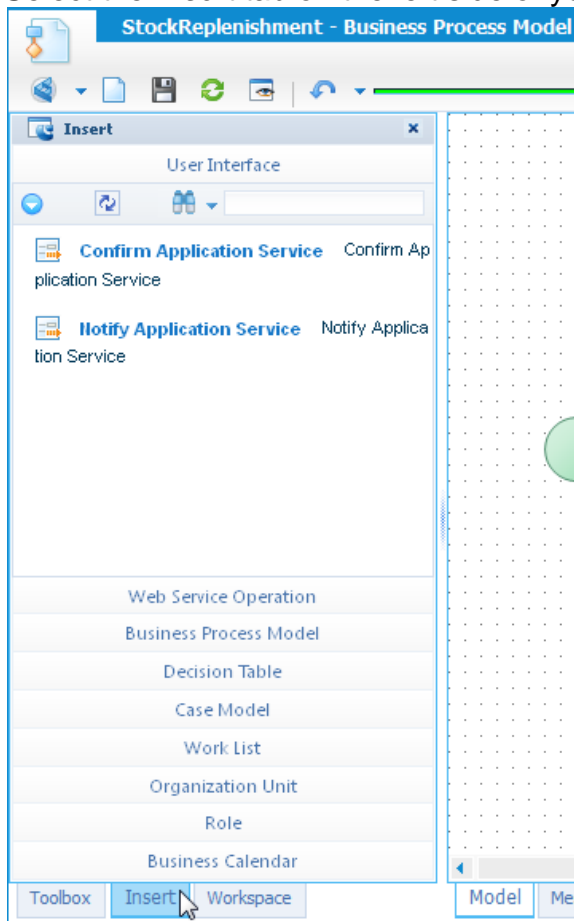 StockReplenishment - Business Process Model
Insert
User Interface
Confirm Application Service Confirm Ap
plication Service
Notify Application Service Notify Applica
tion Service
Web Service Operation
Business Process Model
Decision Table
Case Model
Work List
Organization Unit
Role
Business Calendar
Toolbox Insert Workspace Model Me